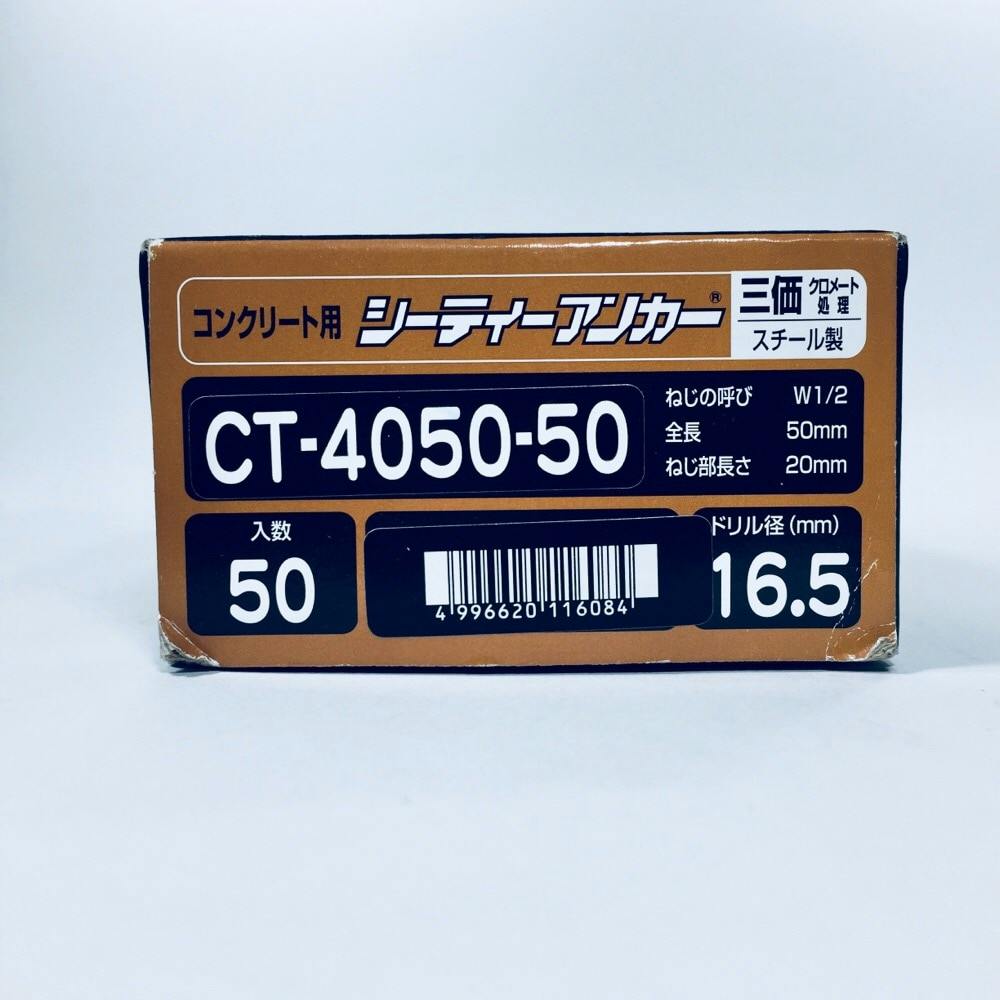 コンクリート用 シーティーアンカー®
三価 クロメート処理
スチール製
CT-4050-50
ねじの呼び W1/2
全長 50mm
ねじ部長さ 20mm
入数
50
4 996620 116084
ドリル径(mm)
16.5